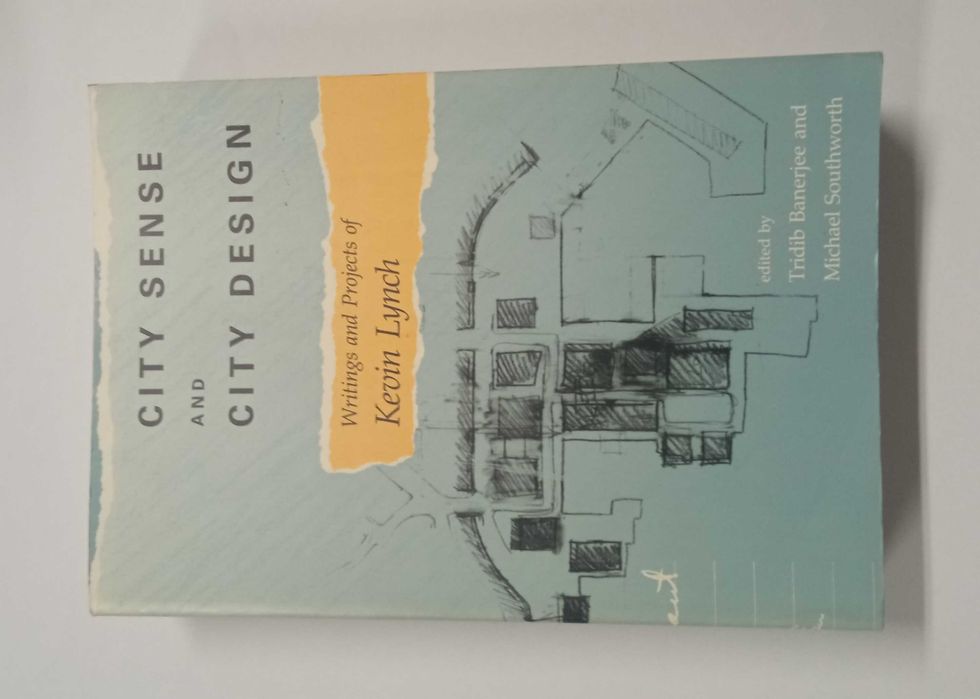 CITY SENSE
AND
CITY DESIGN
Writings and Projects of
Kevin Lynch
edited by
Tridib Banerjee and
Michael Southworth